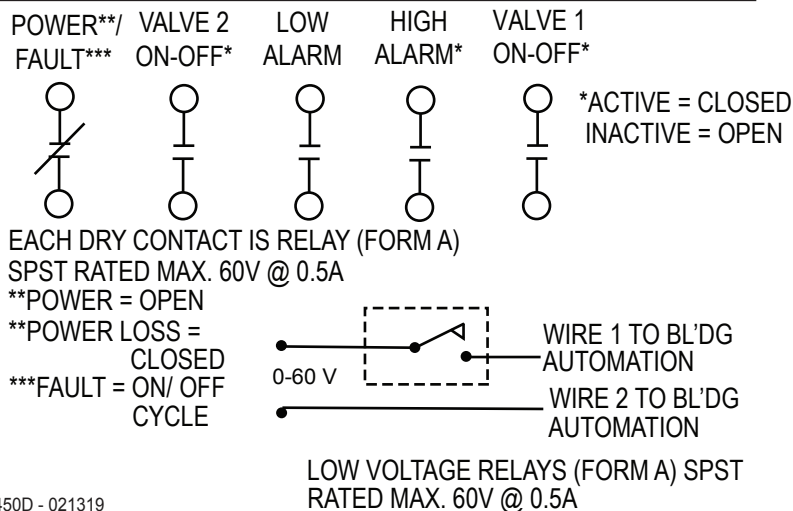 POWER**/ VALVE 2 LOW HIGH VALVE 1
FAULT*** ON-OFF* ALARM ALARM* ON-OFF*
*ACTIVE = CLOSED
INACTIVE = OPEN
EACH DRY CONTACT IS RELAY (FORM A)
SPST RATED MAX. 60V @ 0.5A
**POWER = OPEN
**POWER LOSS =
CLOSED
***FAULT = ON/ OFF
CYCLE
0-60 V
WIRE 1 TO BL'DG
AUTOMATION
WIRE 2 TO BL'DG
AUTOMATION
LOW VOLTAGE RELAYS (FORM A) SPST
RATED MAX. 60V @ 0.5A
450D - 021319